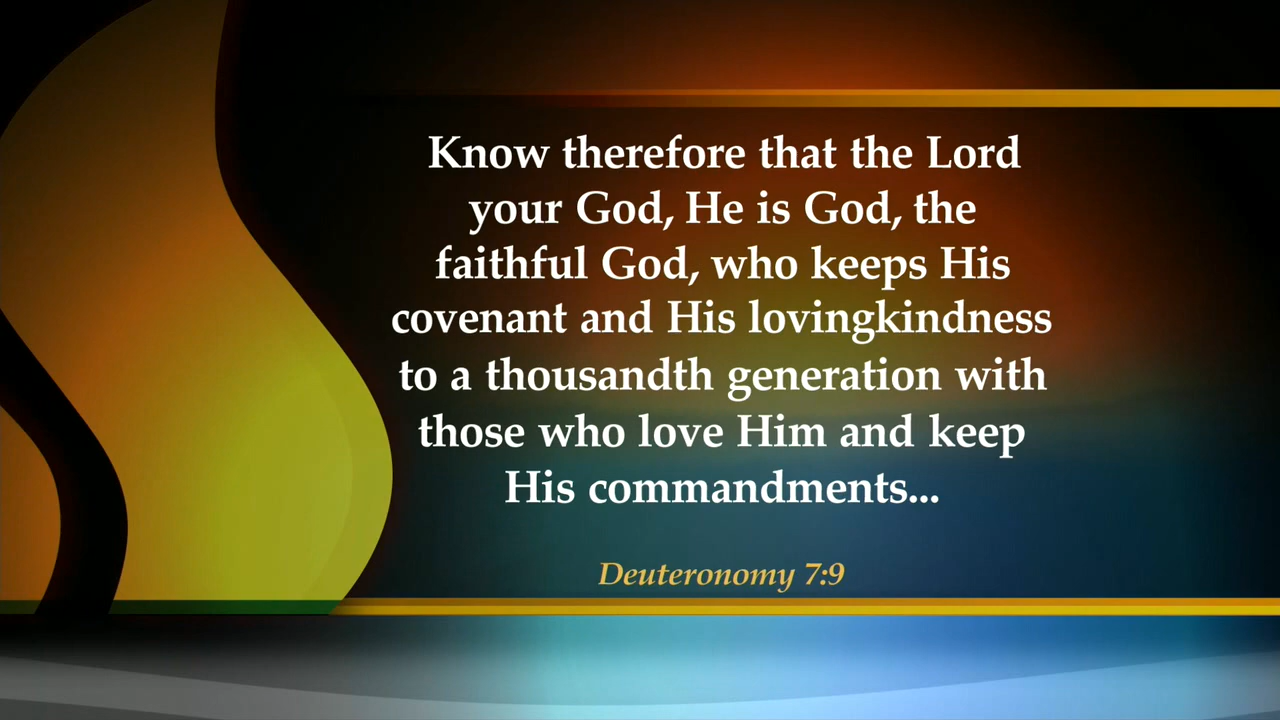 Know therefore that the Lord
your God, He is God, the
faithful God, who keeps His
covenant and His lovingkindness
to a thousandth generation with
those who love Him and keep
His commandments...
Deuteronomy 7:9